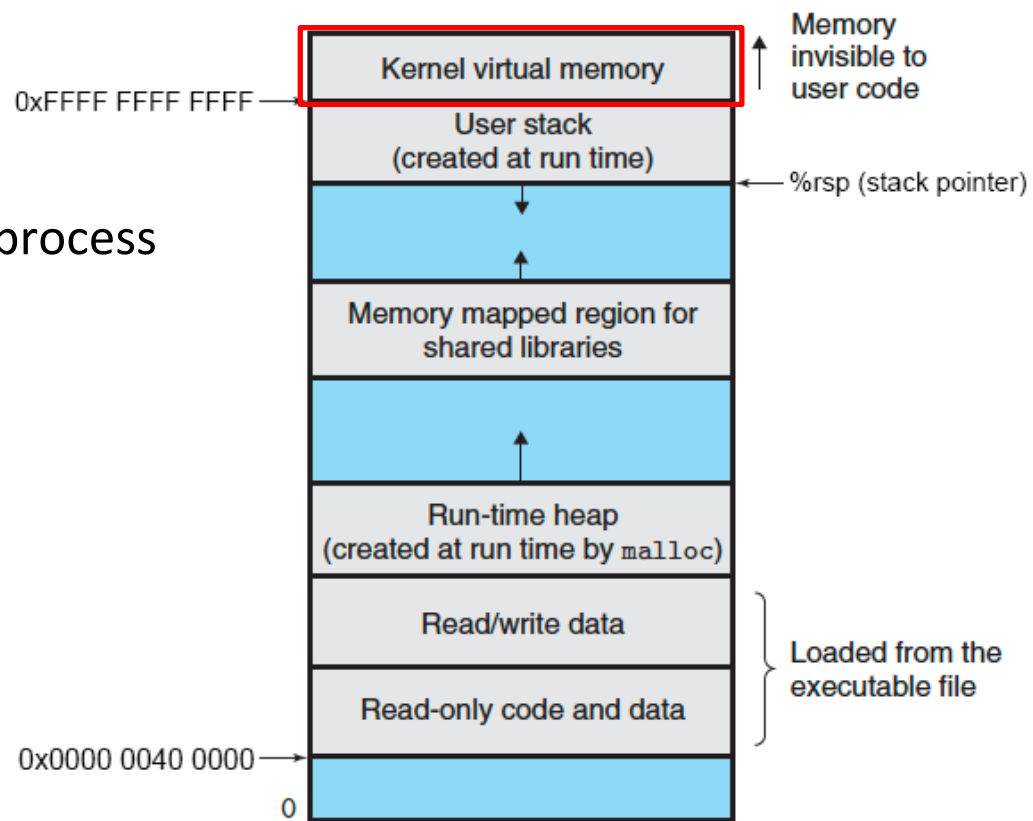 Memory
invisible to
user code
Kernel virtual memory
0xFFFF FFFF FFFF
User stack
(created at run time)
%rsp (stack pointer)
process
Memory mapped region for
shared libraries
Run-time heap
(created at run time by malloc)
Read/write data
Loaded from the
executable file
Read-only code and data
0x0000 0040 0000
0